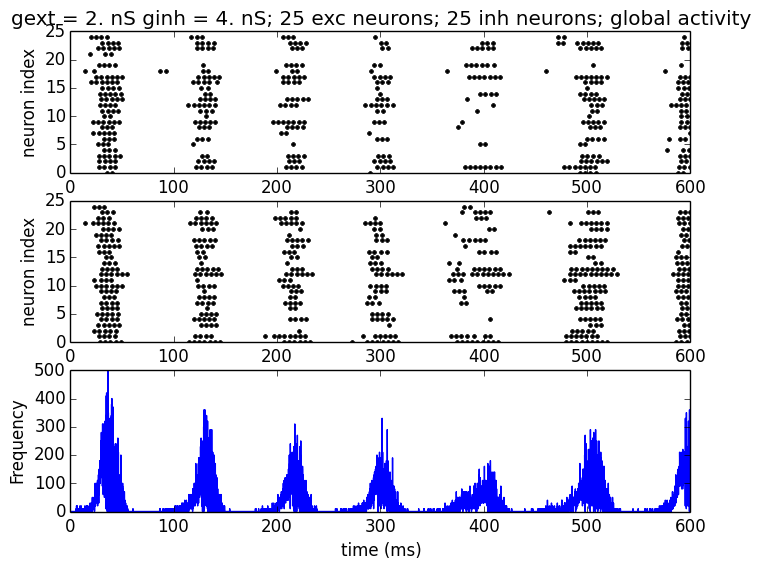 gext = 2. nS ginh = 4. nS; 25 exc neurons; 25 inh neurons; global activity
25
20
15
10
5
0
neuron index
0 100 200 300 400 500 600
25
20
15
10
5
0
neuron index
0 100 200 300 400 500 600
500
400
300
200
100
0
Frequency
0 100 200 300 400 500 600
time (ms)